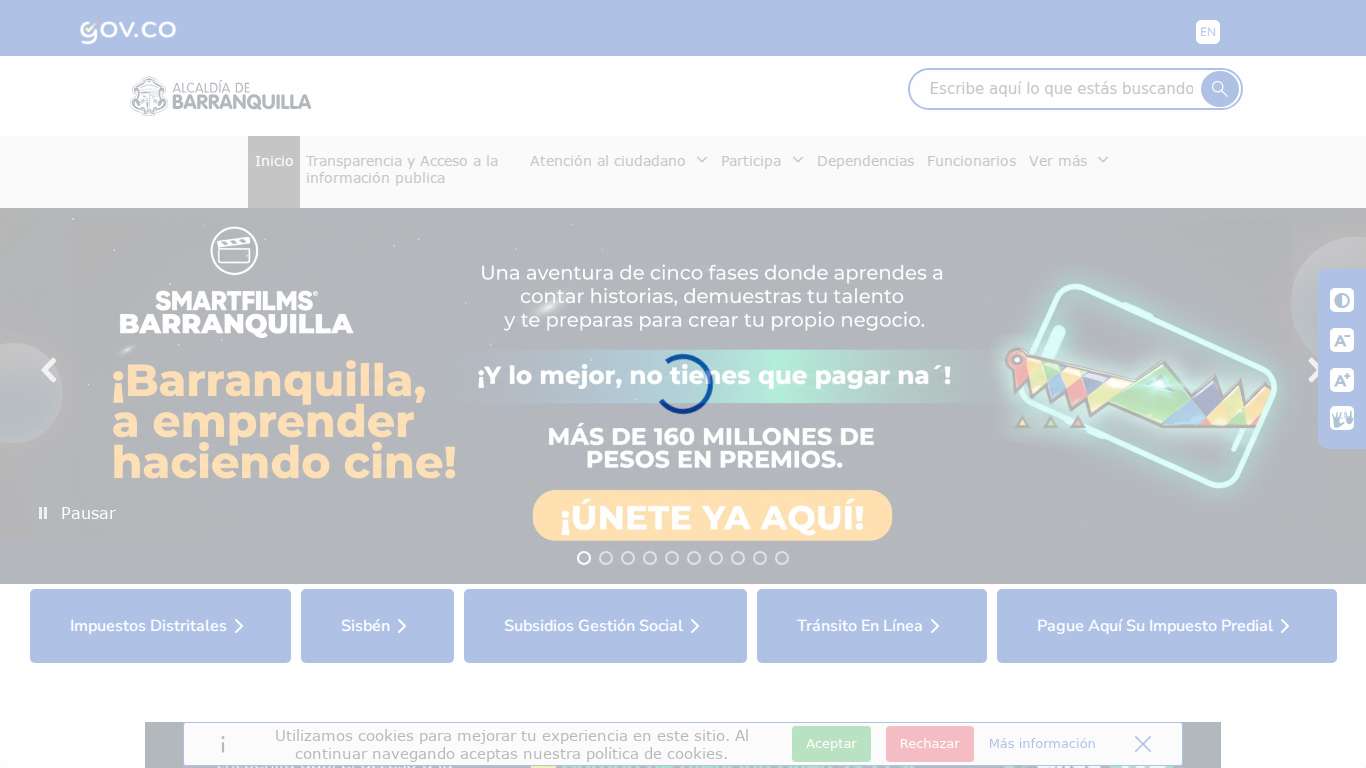 GOV.CO
EN
ALCALDÍA DE
BARRANQUILLA
Escribe aquí lo que estás buscando
Inicio
Transparencia y Acceso a la
información publica
Atención al ciudadano
Participa
Dependencias
Funcionarios
Ver más
SMARTFILMS®
BARRANQUILLA
¡Barranquilla,
a emprender
haciendo cine!
Una aventura de cinco fases donde aprendes a
contar historias, demuestras tu talento
y te preparas para crear tu propio negocio.
¡Y lo mejor, no tienes que pagar na´!
MÁS DE 160 MILLONES DE
PESOS EN PREMIOS.
¡ÚNETE YA AQUÍ!
A
A
Pausar
Impuestos Distritales
Sisbén
Subsidios Gestión Social
Tránsito En Línea
Pague Aquí Su Impuesto Predial
Utilizamos cookies para mejorar tu experiencia en este sitio. Al
continuar navegando aceptas nuestra política de cookies.
Aceptar
Rechazar
Más información